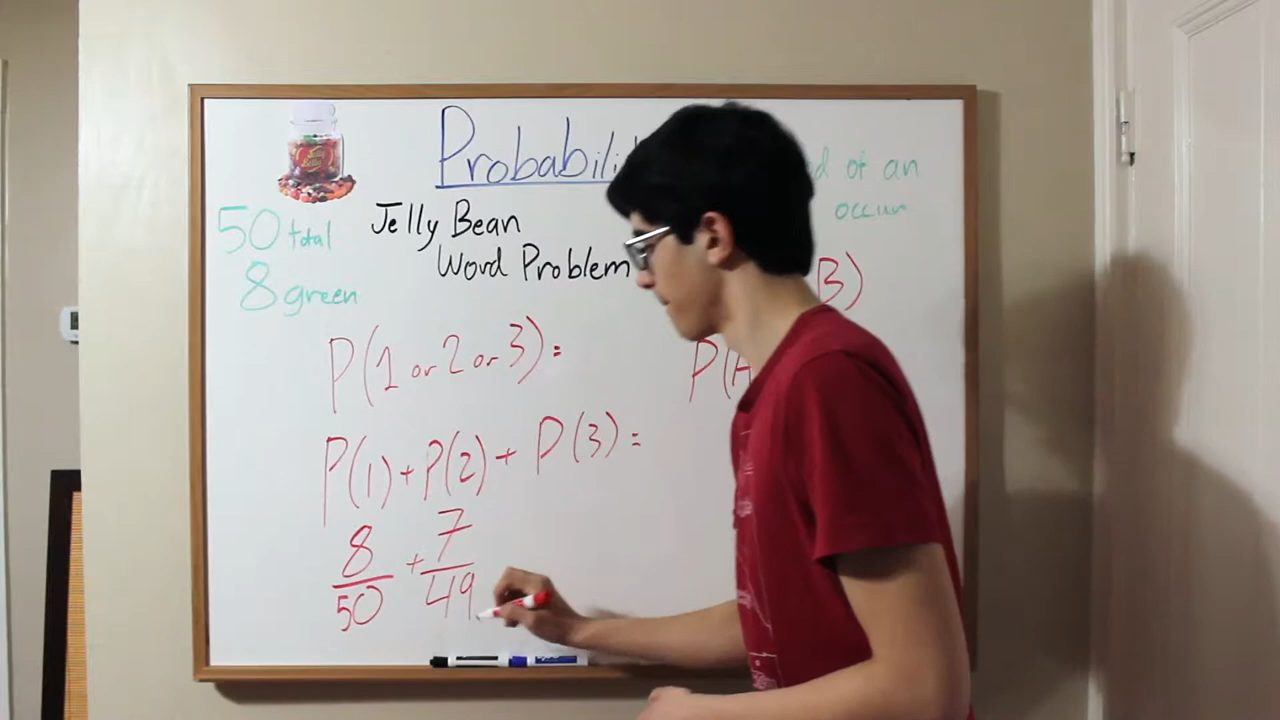 Probabili
d of an
occur
50 total
8 green
Jelly Bean
Word Problem
B)
P(1 or 2 or 3) =
P(A
P(1) + P(2) + P(3) =
8/50 + 7/49